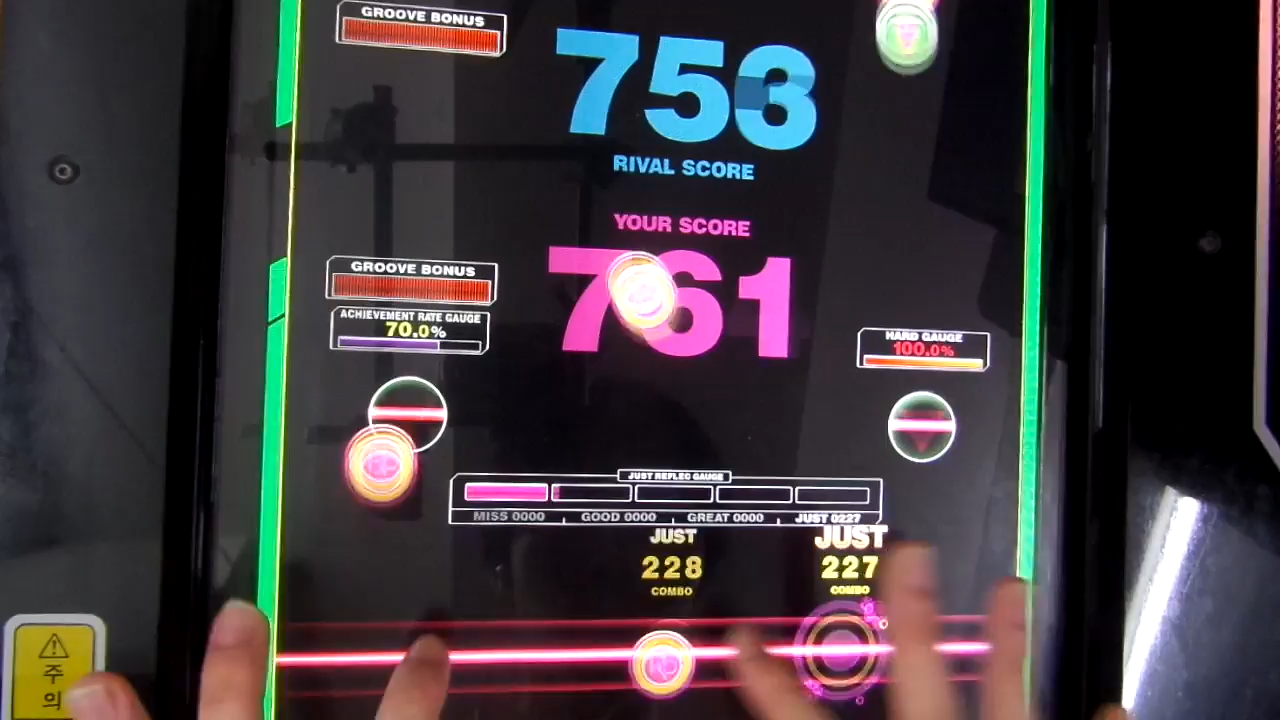 GROOVE BONUS
753
RIVAL SCORE
YOUR SCORE
761
GROOVE BONUS
ACHIEVEMENT RATE GAUGE
70.0%
HARD GAUGE
100.0%
JUST REFLEC GAUGE
MISS 0000 GOOD 0000 GREAT 0000 JUST 0227
JUST JUST
228 227
COMBO COMBO
주
의